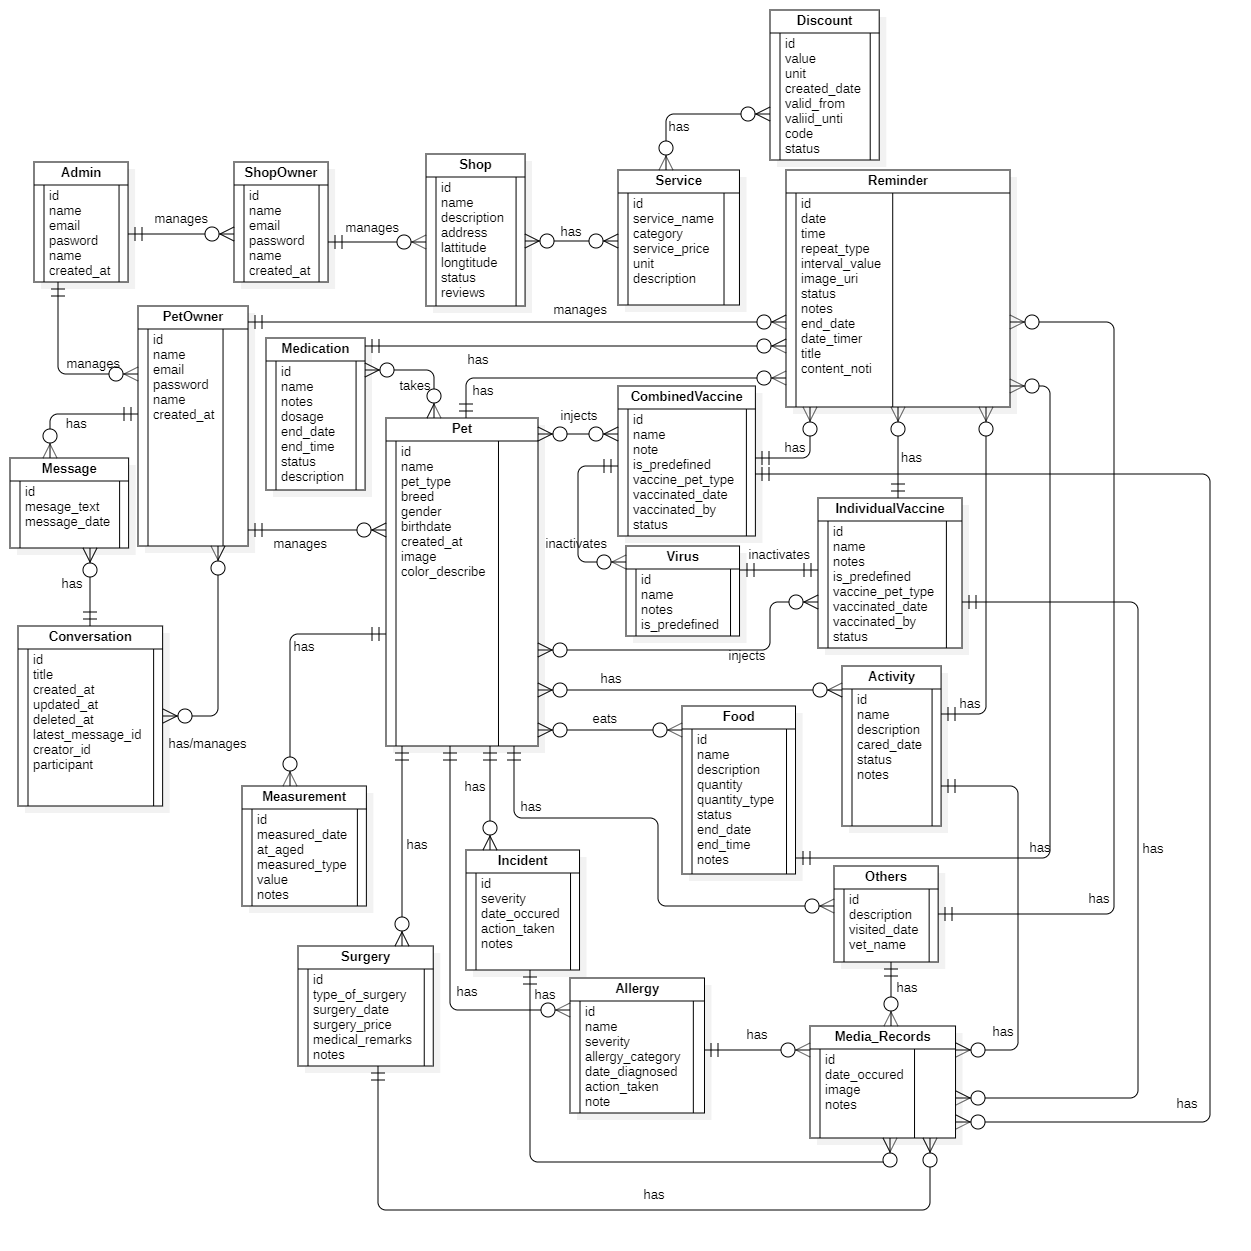 Discount
id
value
unit
created_date
valid_from
valiid_unti
code
status
has
Admin
id
name
email
pasword
name
created_at
manages
ShopOwner
id
name
email
password
name
created_at
manages
Shop
id
name
description
address
lattitude
longtitude
status
reviews
has
Service
id
service_name
category
service_price
unit
description
Reminder
id
date
time
repeat_type
interval_value
image_uri
status
notes
end_date
date_timer
title
content_noti
manages
manages
PetOwner
id
name
email
password
name
created_at
has
Medication
id
name
notes
dosage
end_date
end_time
status
description
takes
has
has
Message
id
mesage_text
message_date
has
manages
Pet
id
name
pet_type
breed
gender
birthdate
created_at
image
color_describe
injects
CombinedVaccine
id
name
note
is_predefined
vaccine_pet_type
vaccinated_date
vaccinated_by
status
has
has
inactivates
Virus
id
name
notes
is_predefined
inactivates
IndividualVaccine
id
name
notes
is_predefined
vaccine_pet_type
vaccinated_date
vaccinated_by
status
injects
Conversation
id
title
created_at
updated_at
deleted_at
latest_message_id
creator_id
participant
has/manages
has
has
eats
Food
id
name
description
quantity
quantity_type
status
end_date
end_time
notes
Activity
id
name
description
cared_date
status
notes
has
has
has
Measurement
id
measured_date
at_aged
measured_type
value
notes
has
has
has
Incident
id
severity
date_occured
action_taken
notes
Others
id
description
visited_date
vet_name
has
has
Surgery
id
type_of_surgery
surgery_date
surgery_price
medical_remarks
notes
has
has
Allergy
id
name
severity
allergy_category
date_diagnosed
action_taken
note
has
Media_Records
id
date_occured
image
notes
has
has
has